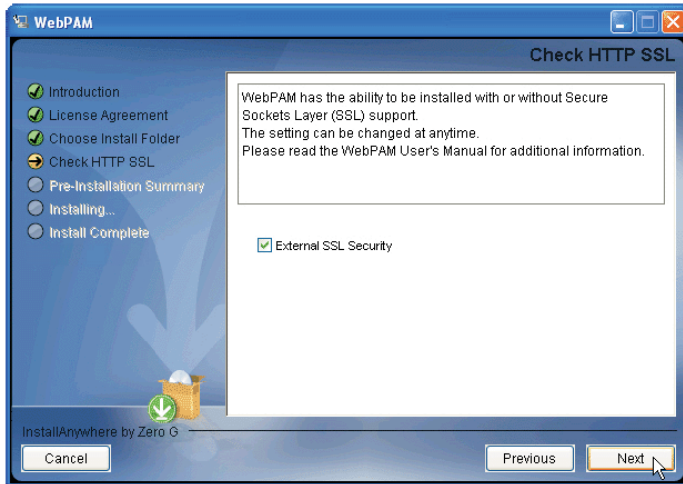 WebPAM
Check HTTP SSL
Introduction
License Agreement
Choose Install Folder
Check HTTP SSL
Pre-Installation Summary
Installing...
Install Complete
WebPAM has the ability to be installed with or without Secure
Sockets Layer (SSL) support.
The setting can be changed at anytime.
Please read the WebPAM User's Manual for additional information.
External SSL Security
InstallAnywhere by Zero G
Cancel
Previous
Next